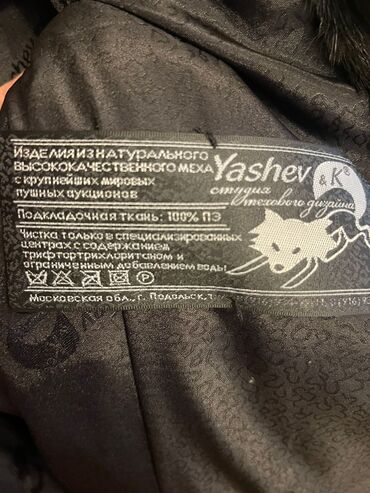 Изделия из натурального
высококачественного меха
с крупнейших мировых
пушных аукционов
Yashev & К°
студия
мехового дизайна
Подкладочная ткань: 100% ПЭ
Чистка только в специализированных
центрах с содержанием
трифтортрихлоританом и
ограниченным добавлением воды!
P
Московская обл., г. Подольск,